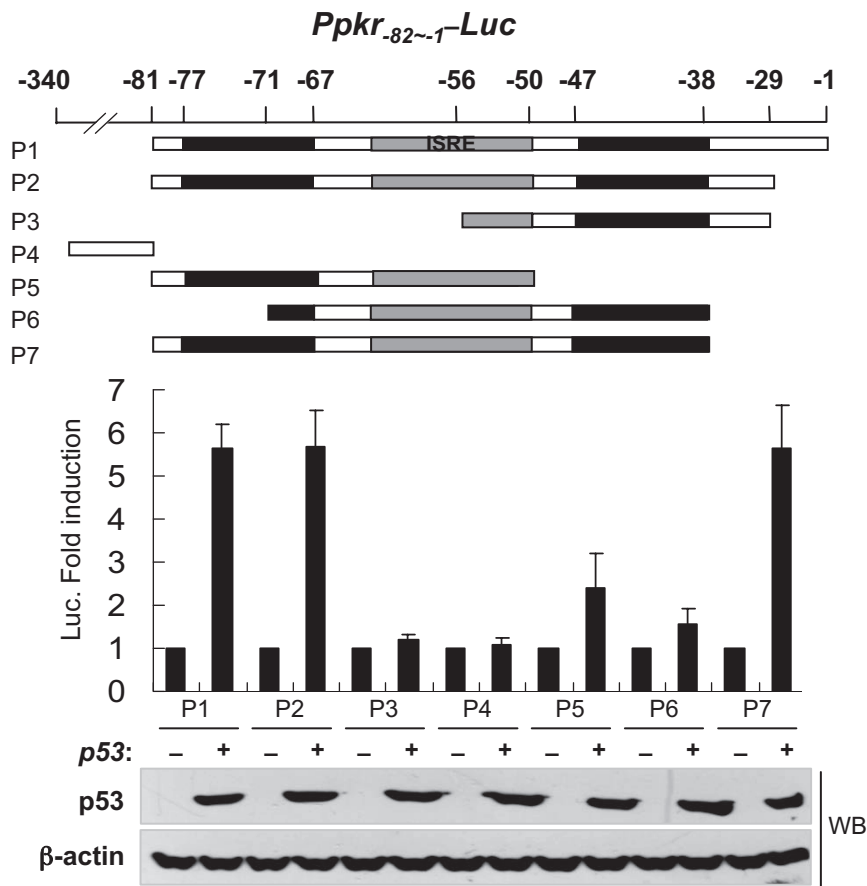 Ppkr-82~-1–Luc
-340 -81 -77 -71 -67 -56 -50 -47 -38 -29 -1
P1 ISRE
P2
P3
P4
P5
P6
P7
Luc. Fold induction
7
6
5
4
3
2
1
0
P1 P2 P3 P4 P5 P6 P7
p53: – + – + – + – + – + – + – +
p53
β-actin
WB